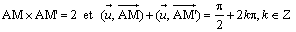 AM × AM' = 2 et (u⃗, AM⃗) + (u⃗, AM'⃗) = π/2 + 2kπ, k ∈ Z